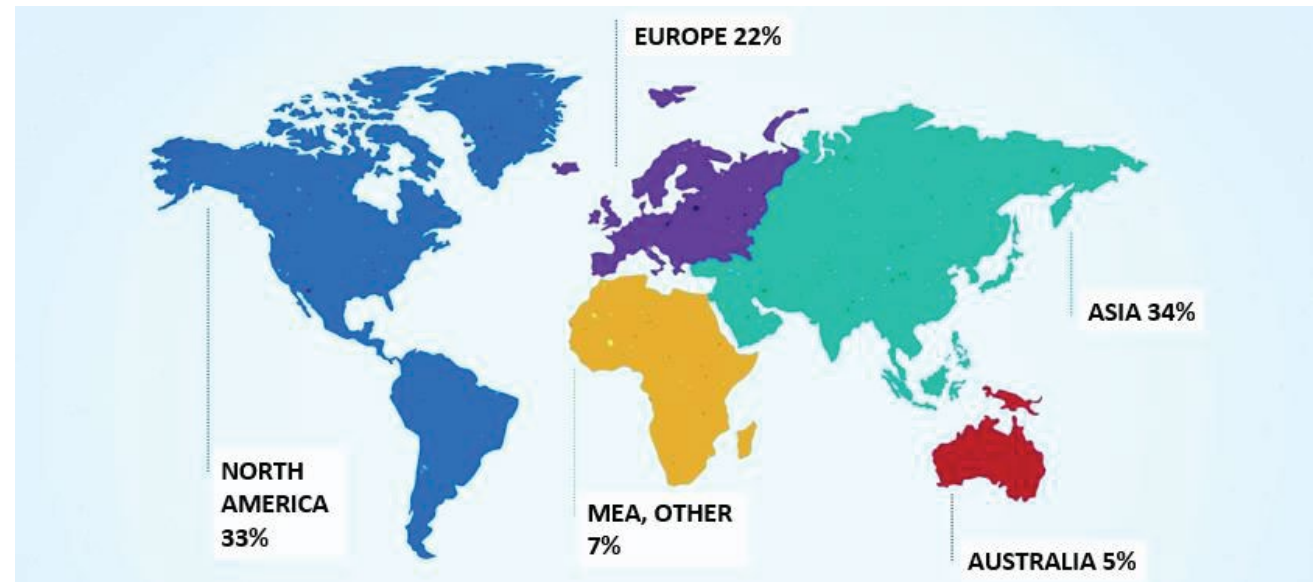 EUROPE 22%
ASIA 34%
NORTH
AMERICA
33%
MEA, OTHER
7%
AUSTRALIA 5%